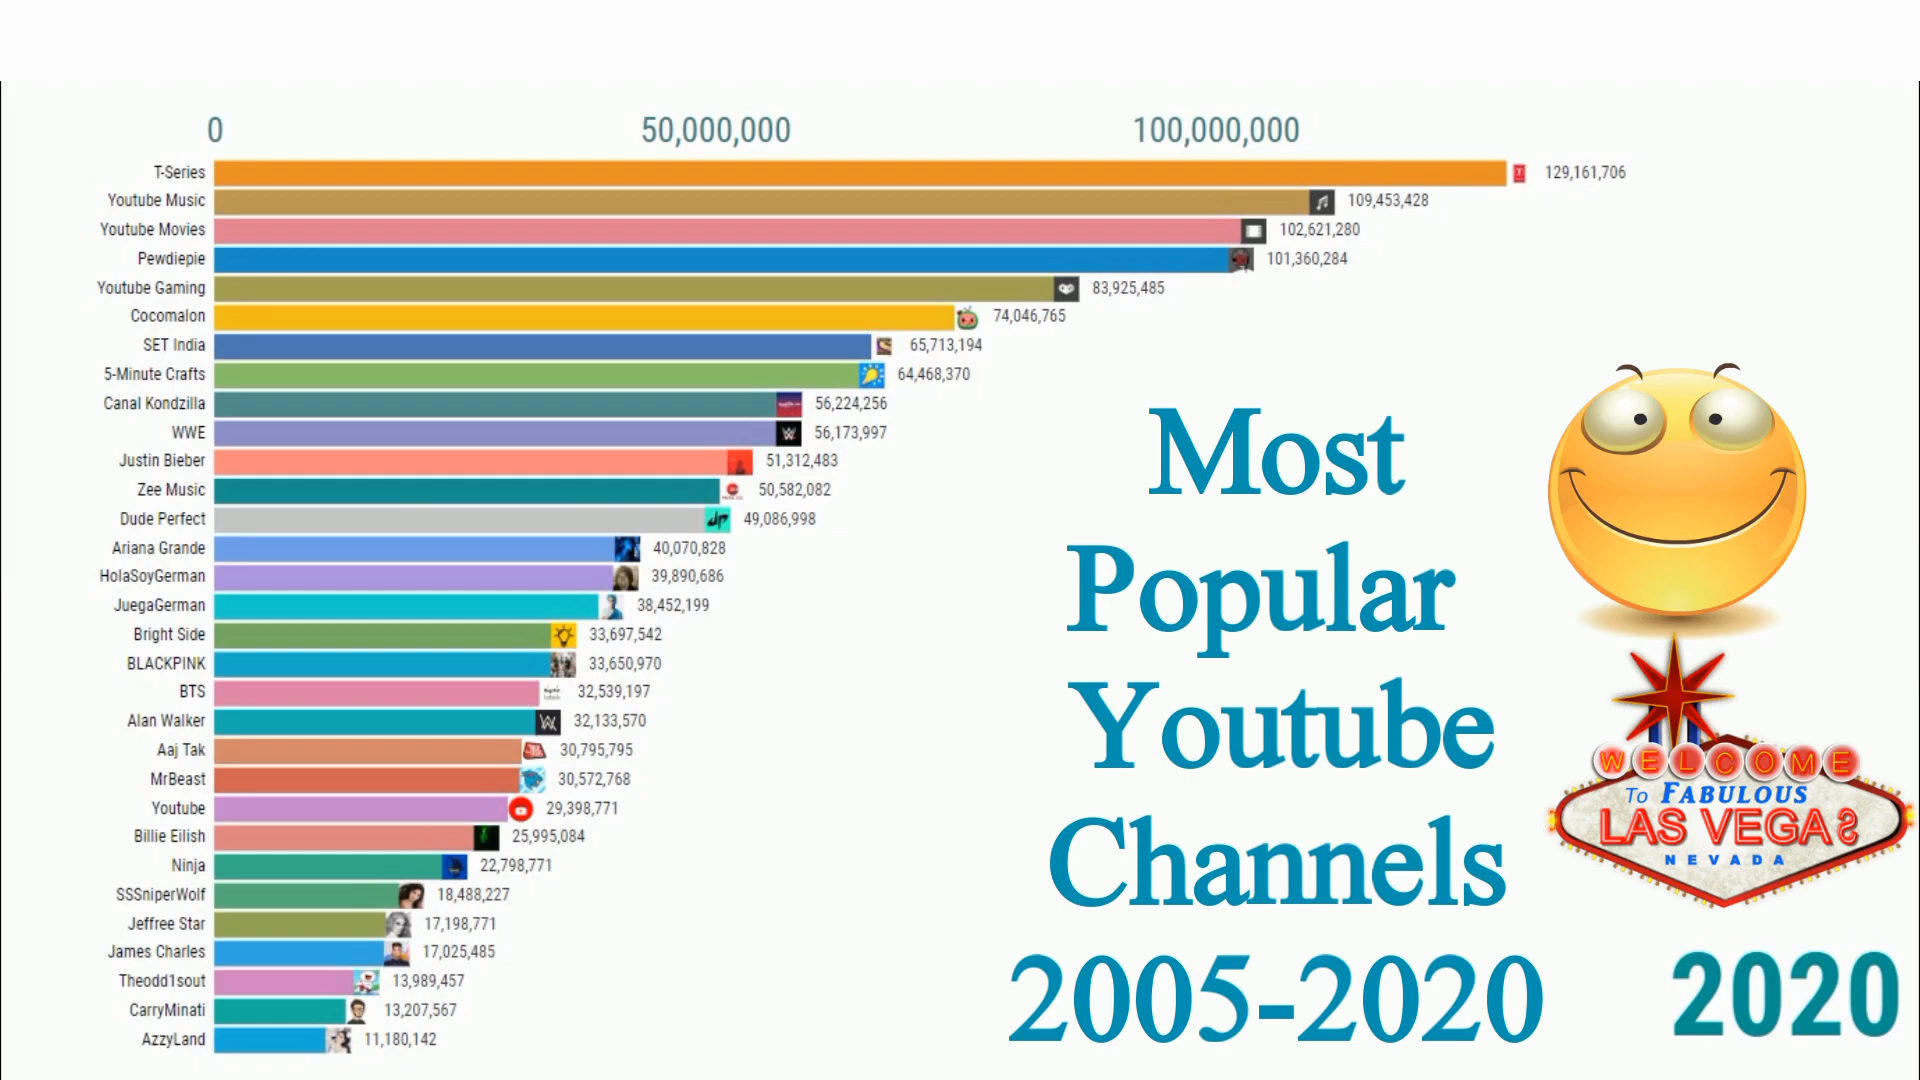 0 50,000,000 100,000,000
T-Series 129,161,706
Youtube Music 109,453,428
Youtube Movies 102,621,280
Pewdiepie 101,360,284
Youtube Gaming 83,925,485
Cocomalon 74,046,765
SET India 65,713,194
5-Minute Crafts 64,468,370
Canal Kondzilla 56,224,256
WWE 56,173,997
Justin Bieber 51,312,483
Zee Music 50,582,082
Dude Perfect 49,086,998
Ariana Grande 40,070,828
HolaSoyGerman 39,890,686
JuegaGerman 38,452,199
Bright Side 33,697,542
BLACKPINK 33,650,970
BTS 32,539,197
Alan Walker 32,133,570
Aaj Tak 30,795,795
MrBeast 30,572,768
Youtube 29,398,771
Billie Eilish 25,995,084
Ninja 22,798,771
SSSniperWolf 18,488,227
Jeffree Star 17,198,771
James Charles 17,025,485
Theodd1sout 13,989,457
CarryMinati 13,207,567
AzzyLand 11,180,142
Most
Popular
Youtube
Channels
2005-2020
WELCOME
To FABULOUS
LAS VEGAS
NEVADA
2020